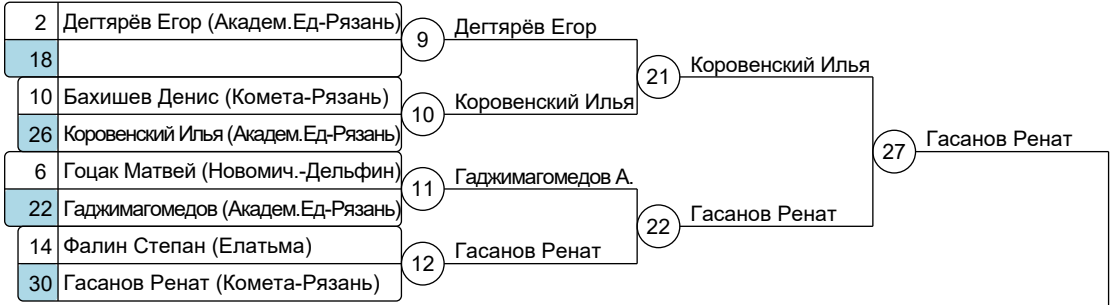 2 Дегтярёв Егор (Академ.Ед-Рязань)
18
9 Дегтярёв Егор
10 Бахишев Денис (Комета-Рязань)
26 Коровенский Илья (Академ.Ед-Рязань)
10 Коровенский Илья
21 Коровенский Илья
6 Гоцак Матвей (Новомич.-Дельфин)
22 Гаджимагомедов (Академ.Ед-Рязань)
11 Гаджимагомедов А.
14 Фалин Степан (Елатьма)
30 Гасанов Ренат (Комета-Рязань)
12 Гасанов Ренат
22 Гасанов Ренат
27 Гасанов Ренат